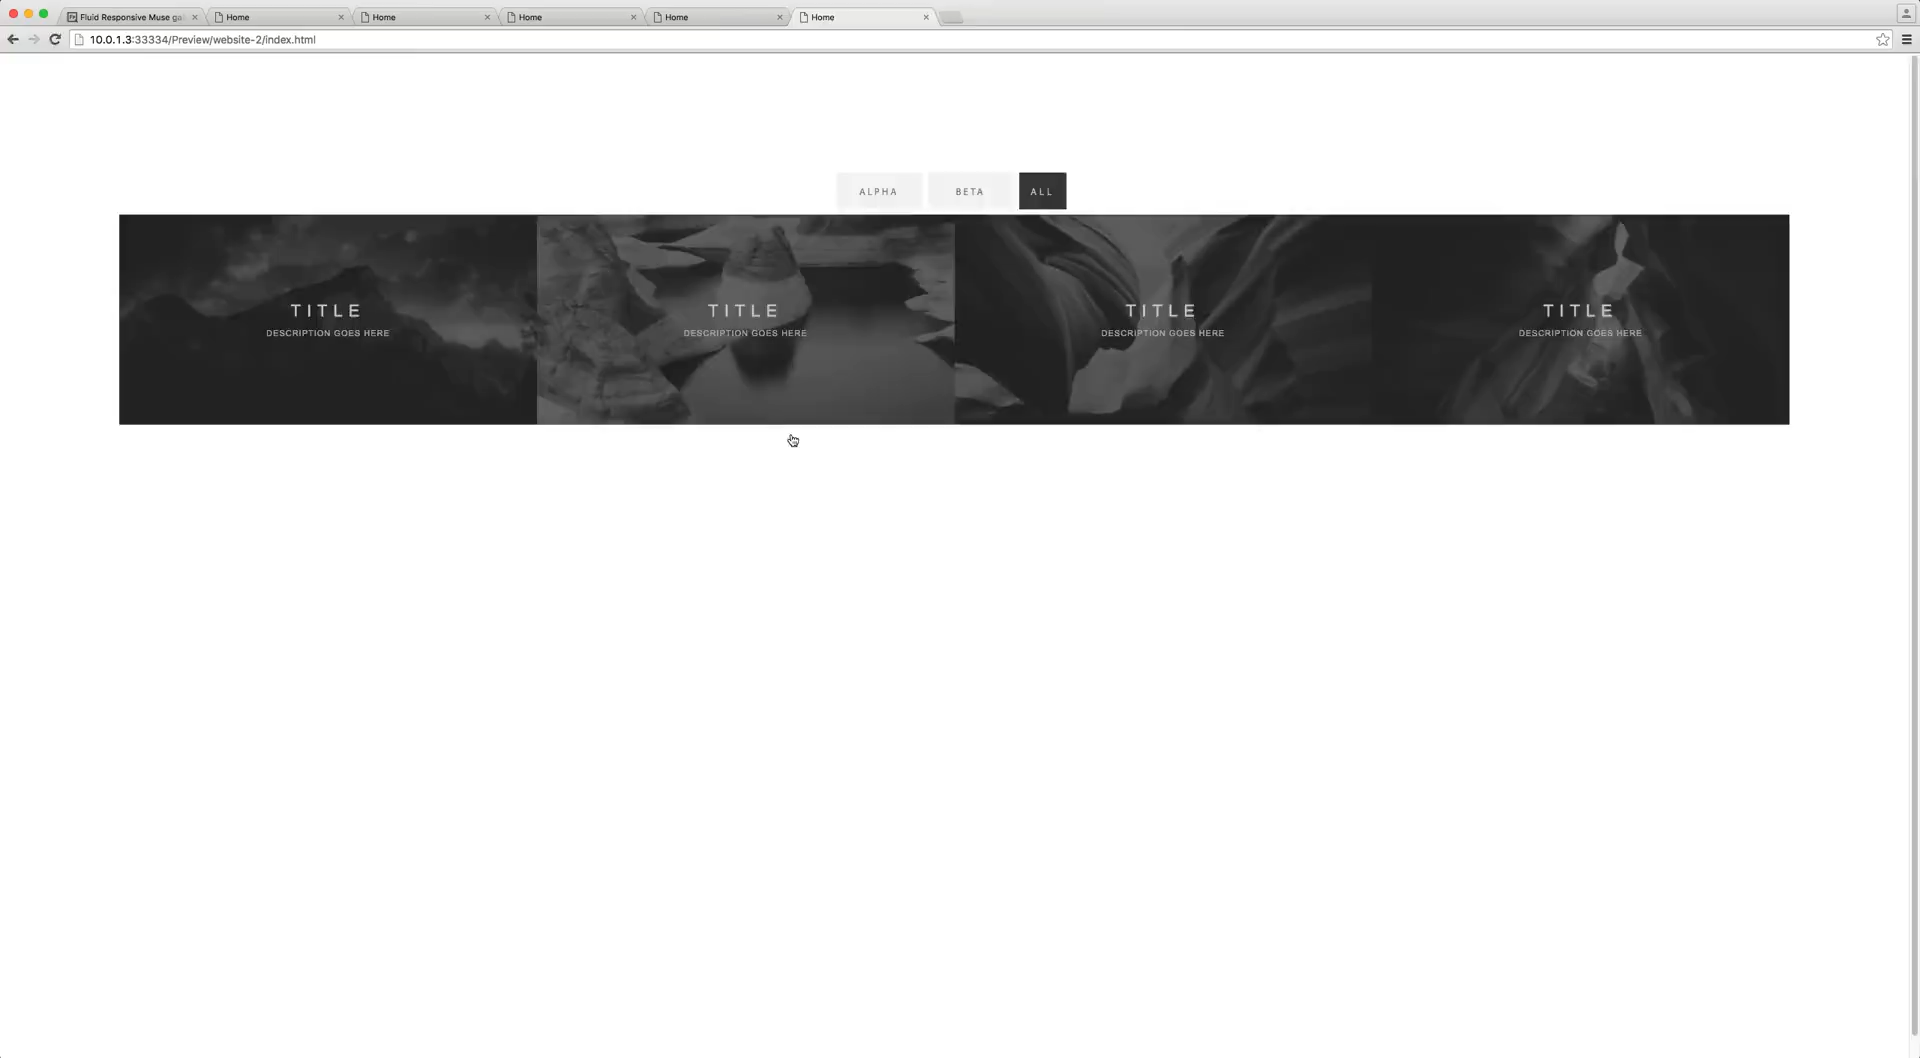 Fluid Responsive Muse ga
Home
Home
Home
Home
Home
10.0.1.3:33334/Preview/website-2/index.html
ALPHA
BETA
ALL
TITLE
DESCRIPTION GOES HERE
TITLE
DESCRIPTION GOES HERE
TITLE
DESCRIPTION GOES HERE
TITLE
DESCRIPTION GOES HERE